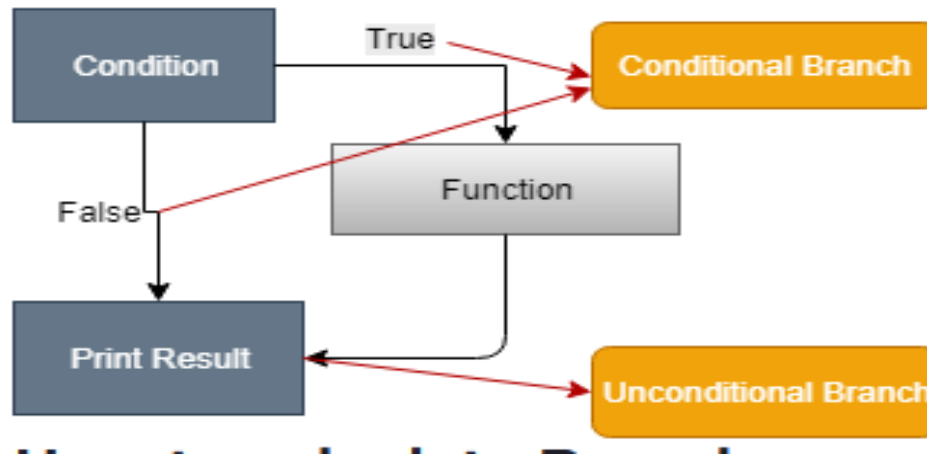 True
Condition
Conditional Branch
Function
False
Print Result
Unconditional Branch